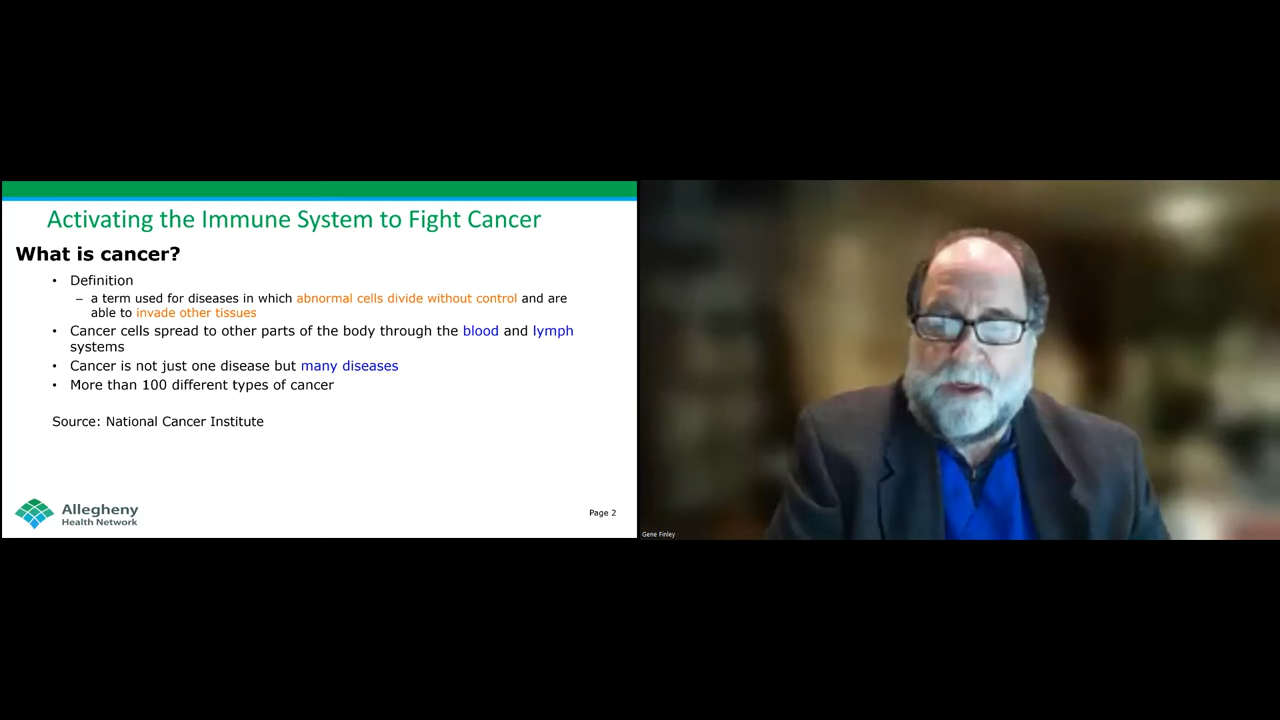 Activating the Immune System to Fight Cancer
What is cancer?
• Definition
– a term used for diseases in which abnormal cells divide without control and are
able to invade other tissues
• Cancer cells spread to other parts of the body through the blood and lymph
systems
• Cancer is not just one disease but many diseases
• More than 100 different types of cancer
Source: National Cancer Institute
Allegheny
Health Network
Page 2
Gene Finley